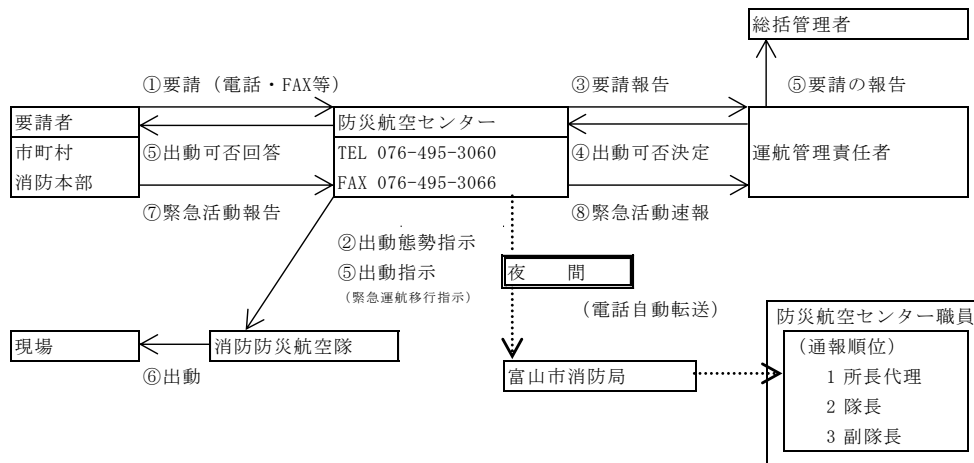 総括管理者
①要請（電話・FAX等）
③要請報告
⑤要請の報告
要請者
防災航空センター
市町村
⑤出動可否回答
TEL 076-495-3060
④出動可否決定
運航管理責任者
消防本部
FAX 076-495-3066
⑦緊急活動報告
⑧緊急活動速報
②出動態勢指示
⑤出動指示
（緊急運航移行指示）
夜　間
（電話自動転送）
防災航空センター職員
現場
消防防災航空隊
（通報順位）
⑥出動
富山市消防局
1 所長代理
2 隊長
3 副隊長